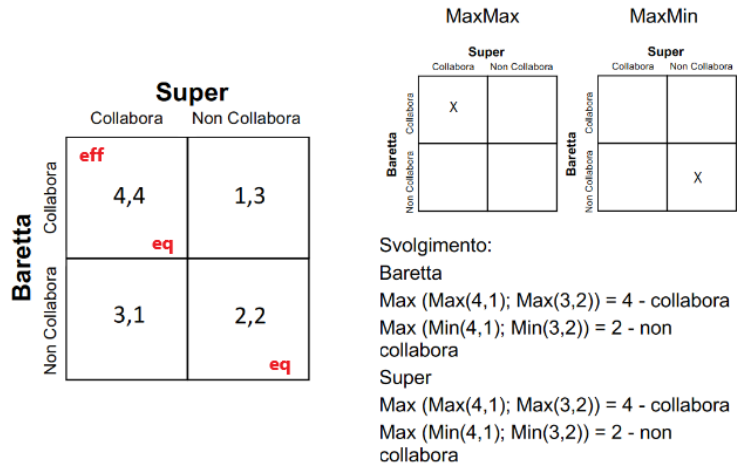 Super
Collabora Non Collabora
Baretta
Collabora
Non Collabora
eff
4,4
eq
1,3
3,1
2,2
eq
MaxMax
Super
Collabora Non Collabora
Baretta
Collabora
Non Collabora
X
MaxMin
Super
Collabora Non Collabora
Baretta
Collabora
Non Collabora
X
Svolgimento:
Baretta
Max (Max(4,1); Max(3,2)) = 4 - collabora
Max (Min(4,1); Min(3,2)) = 2 - non
collabora
Super
Max (Max(4,1); Max(3,2)) = 4 - collabora
Max (Min(4,1); Min(3,2)) = 2 - non
collabora